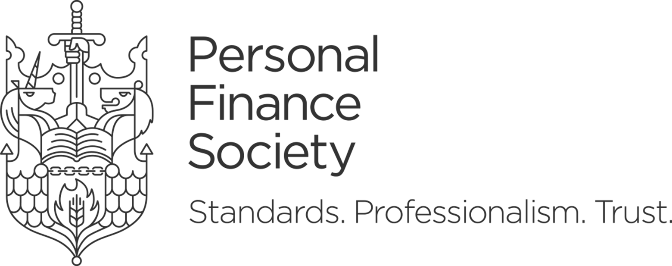 Personal
Finance
Society
Standards. Professionalism. Trust.